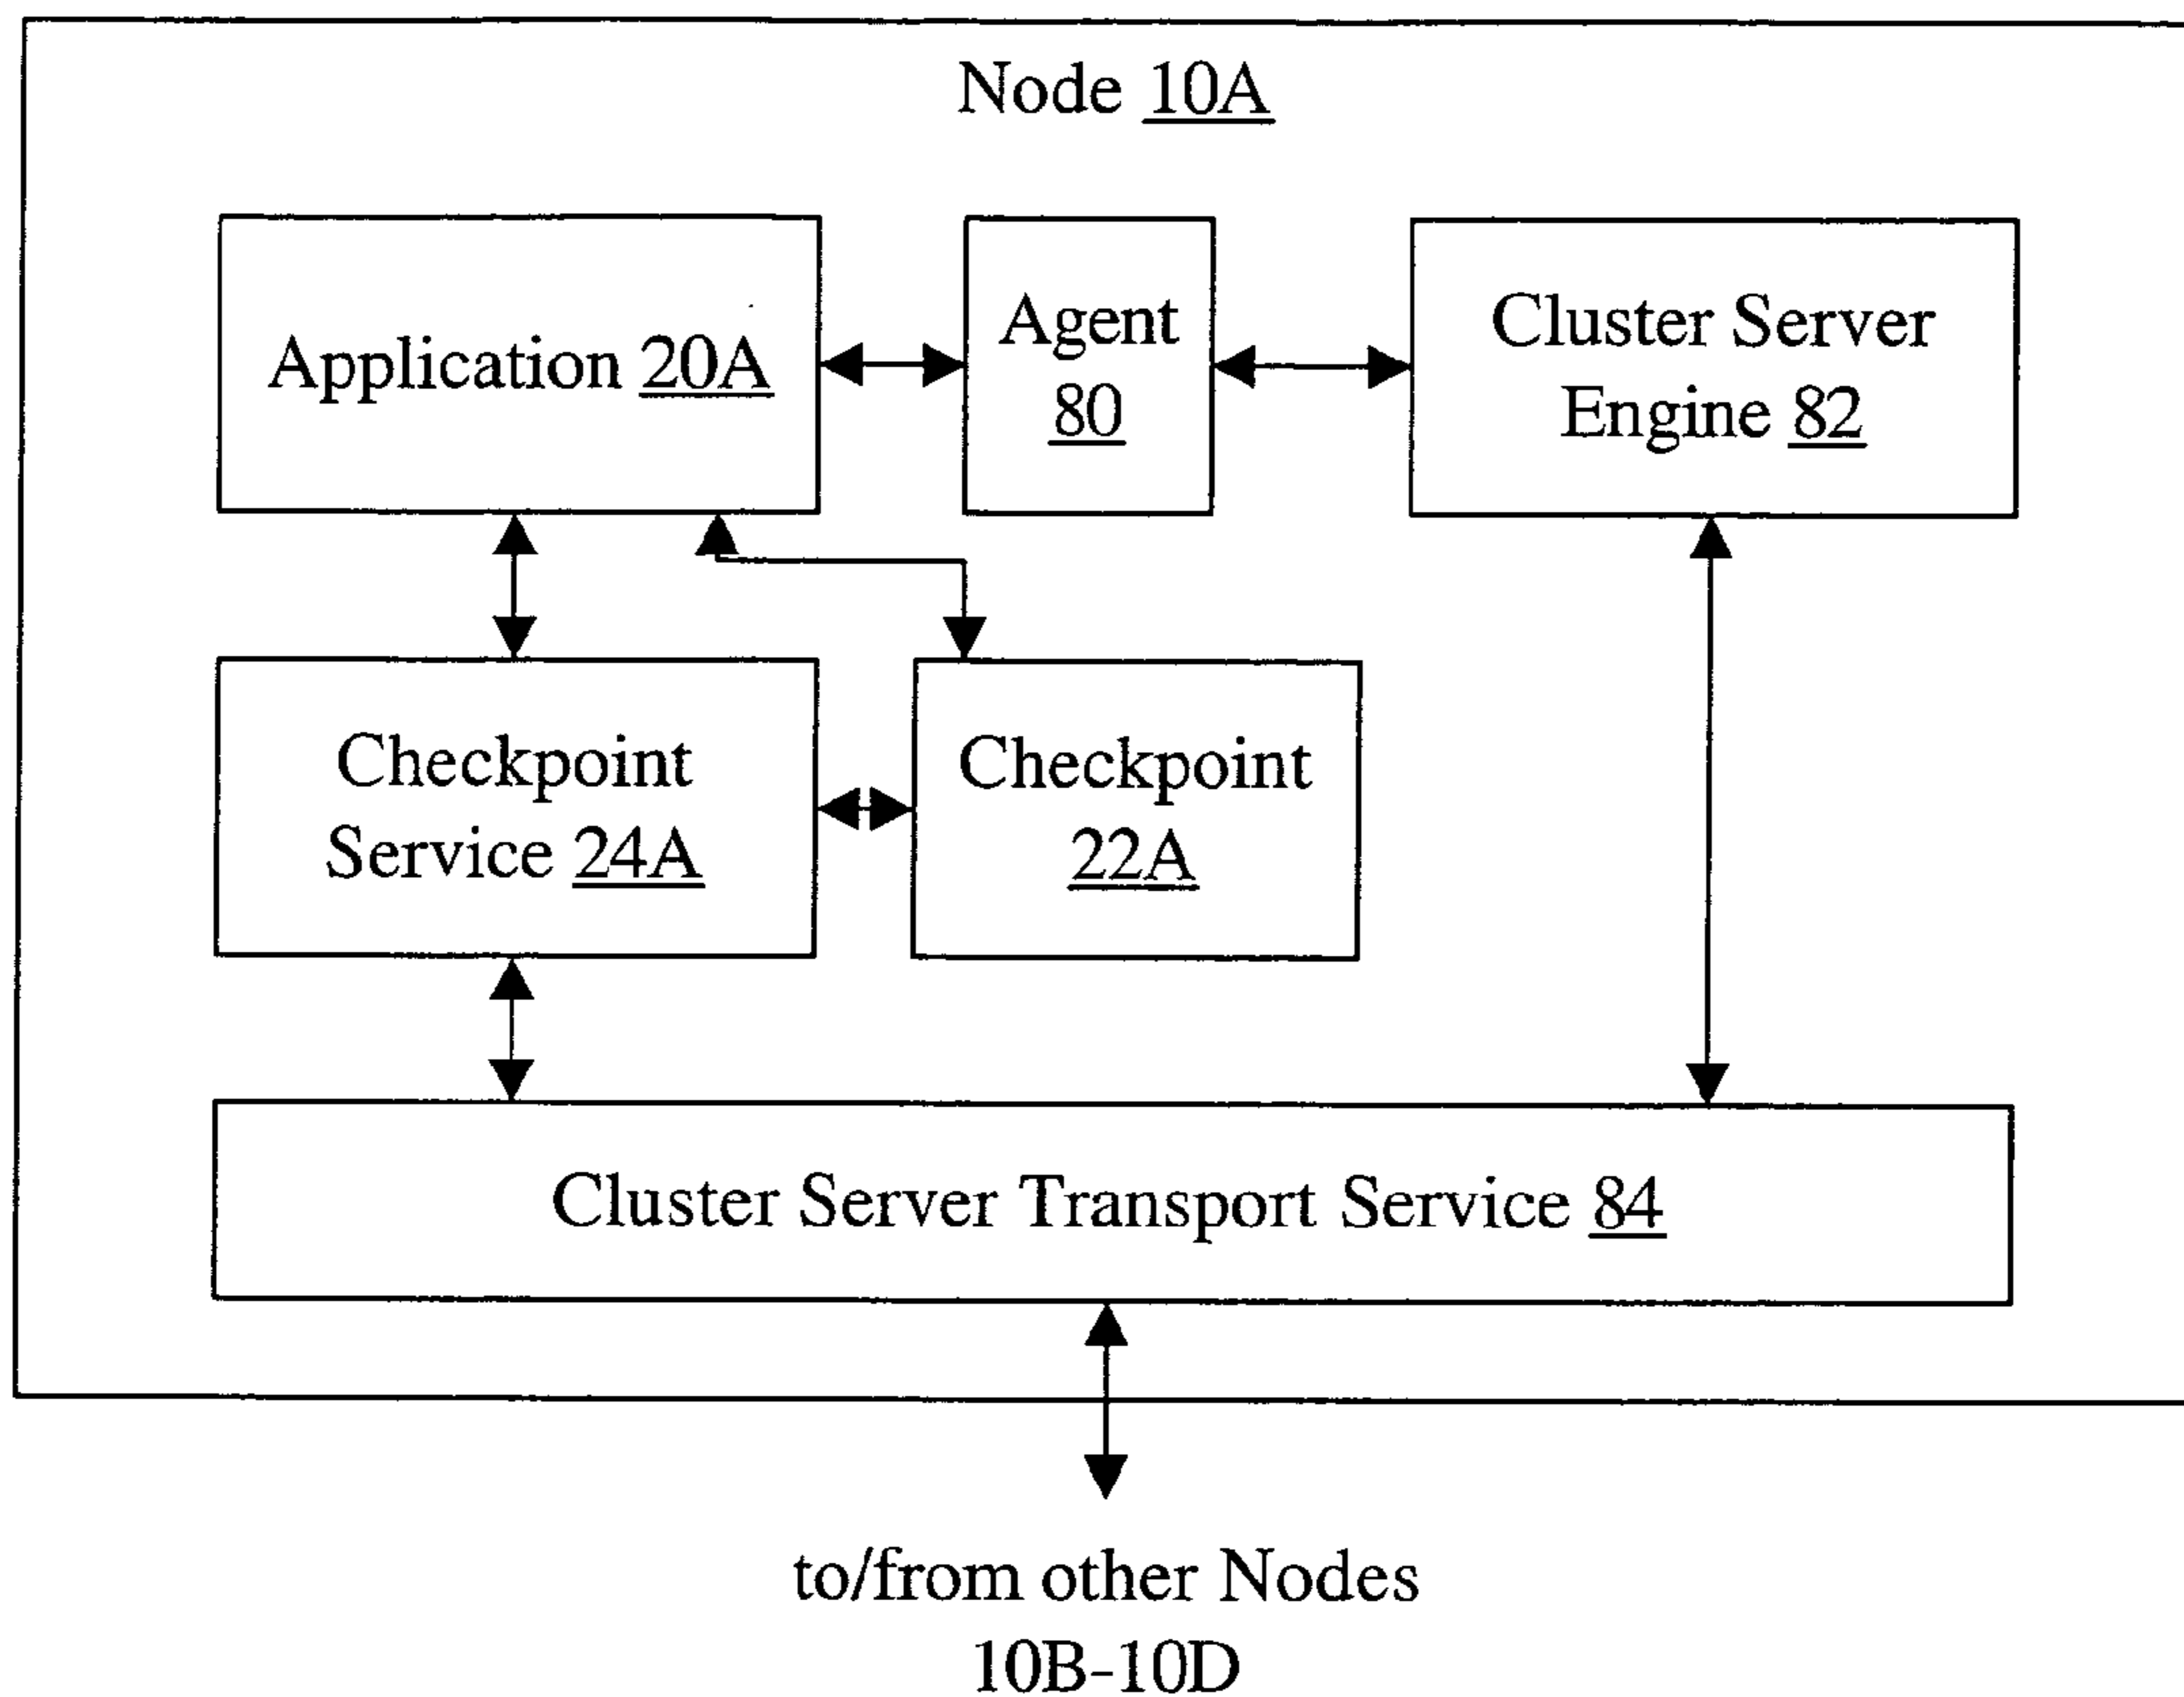 Node 10A
Application 20A
Agent
80
Cluster Server
Engine 82
Checkpoint
Service 24A
Checkpoint
22A
Cluster Server Transport Service 84
to/from other Nodes
10B-10D